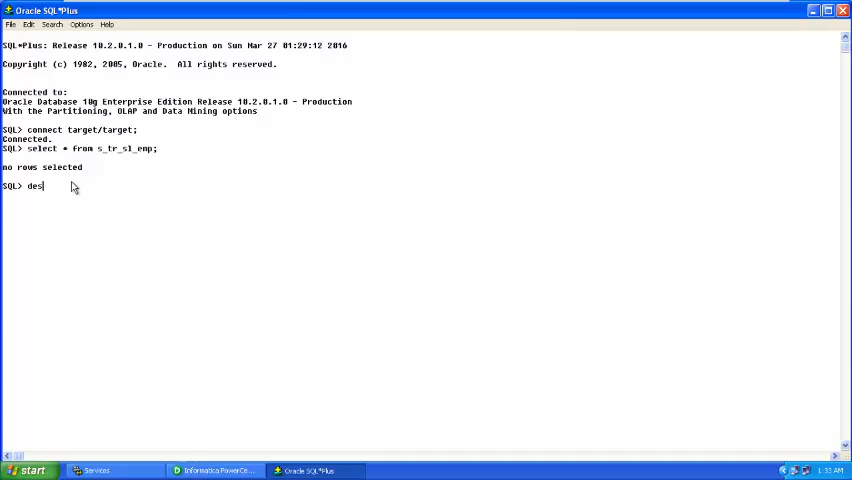 Oracle SQL*Plus
File Edit Search Options Help
SQL*Plus: Release 10.2.0.1.0 - Production on Sun Mar 27 01:29:12 2016
Copyright (c) 1982, 2005, Oracle.  All rights reserved.
Connected to:
Oracle Database 10g Enterprise Edition Release 10.2.0.1.0 - Production
With the Partitioning, OLAP and Data Mining options
SQL> connect target/target;
Connected.
SQL> select * from s_tr_sl_emp;
no rows selected
SQL> des
start Services Informatica PowerCe... Oracle SQL*Plus 1:33 AM